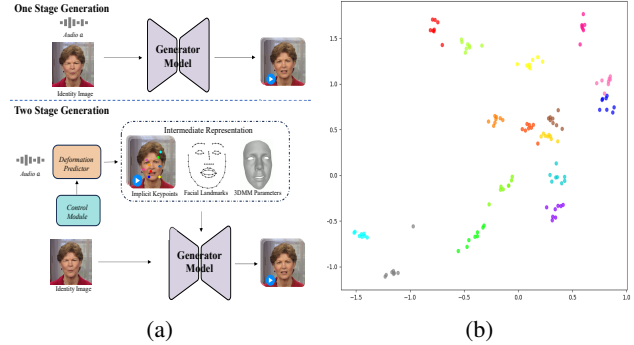 One Stage Generation
Audio a
Identity Image
Generator
Model
Two Stage Generation
Intermediate Representation
Audio a
Deformation
Predictor
Implicit Keypoints
Facial Landmarks
3DMM Parameters
Control
Module
Identity Image
Generator
Model
(a)
1.5
1.0
0.5
0.0
−0.5
−1.0
−1.5
−1.0
−0.5
0.0
0.5
1.0
(b)